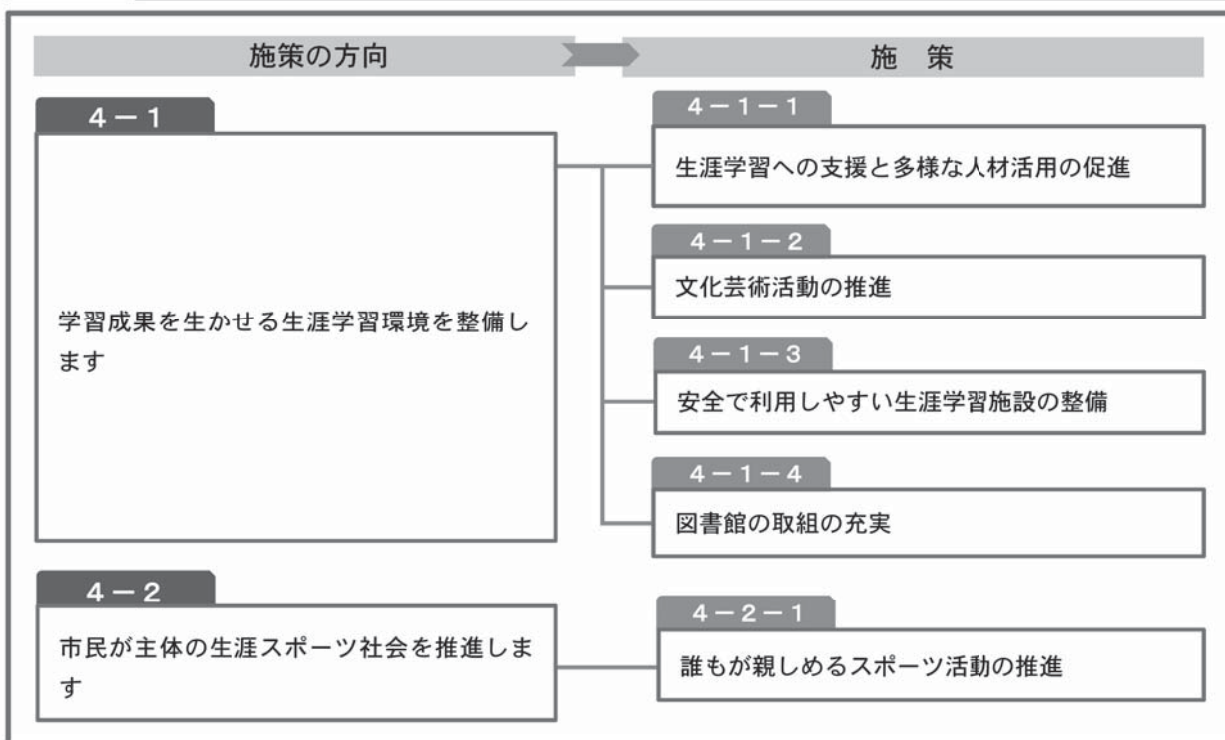 施策の方向
施　策
4－1
学習成果を生かせる生涯学習環境を整備し
ます
4－1－1
生涯学習への支援と多様な人材活用の促進
4－1－2
文化芸術活動の推進
4－1－3
安全で利用しやすい生涯学習施設の整備
4－1－4
図書館の取組の充実
4－2
市民が主体の生涯スポーツ社会を推進しま
す
4－2－1
誰もが親しめるスポーツ活動の推進